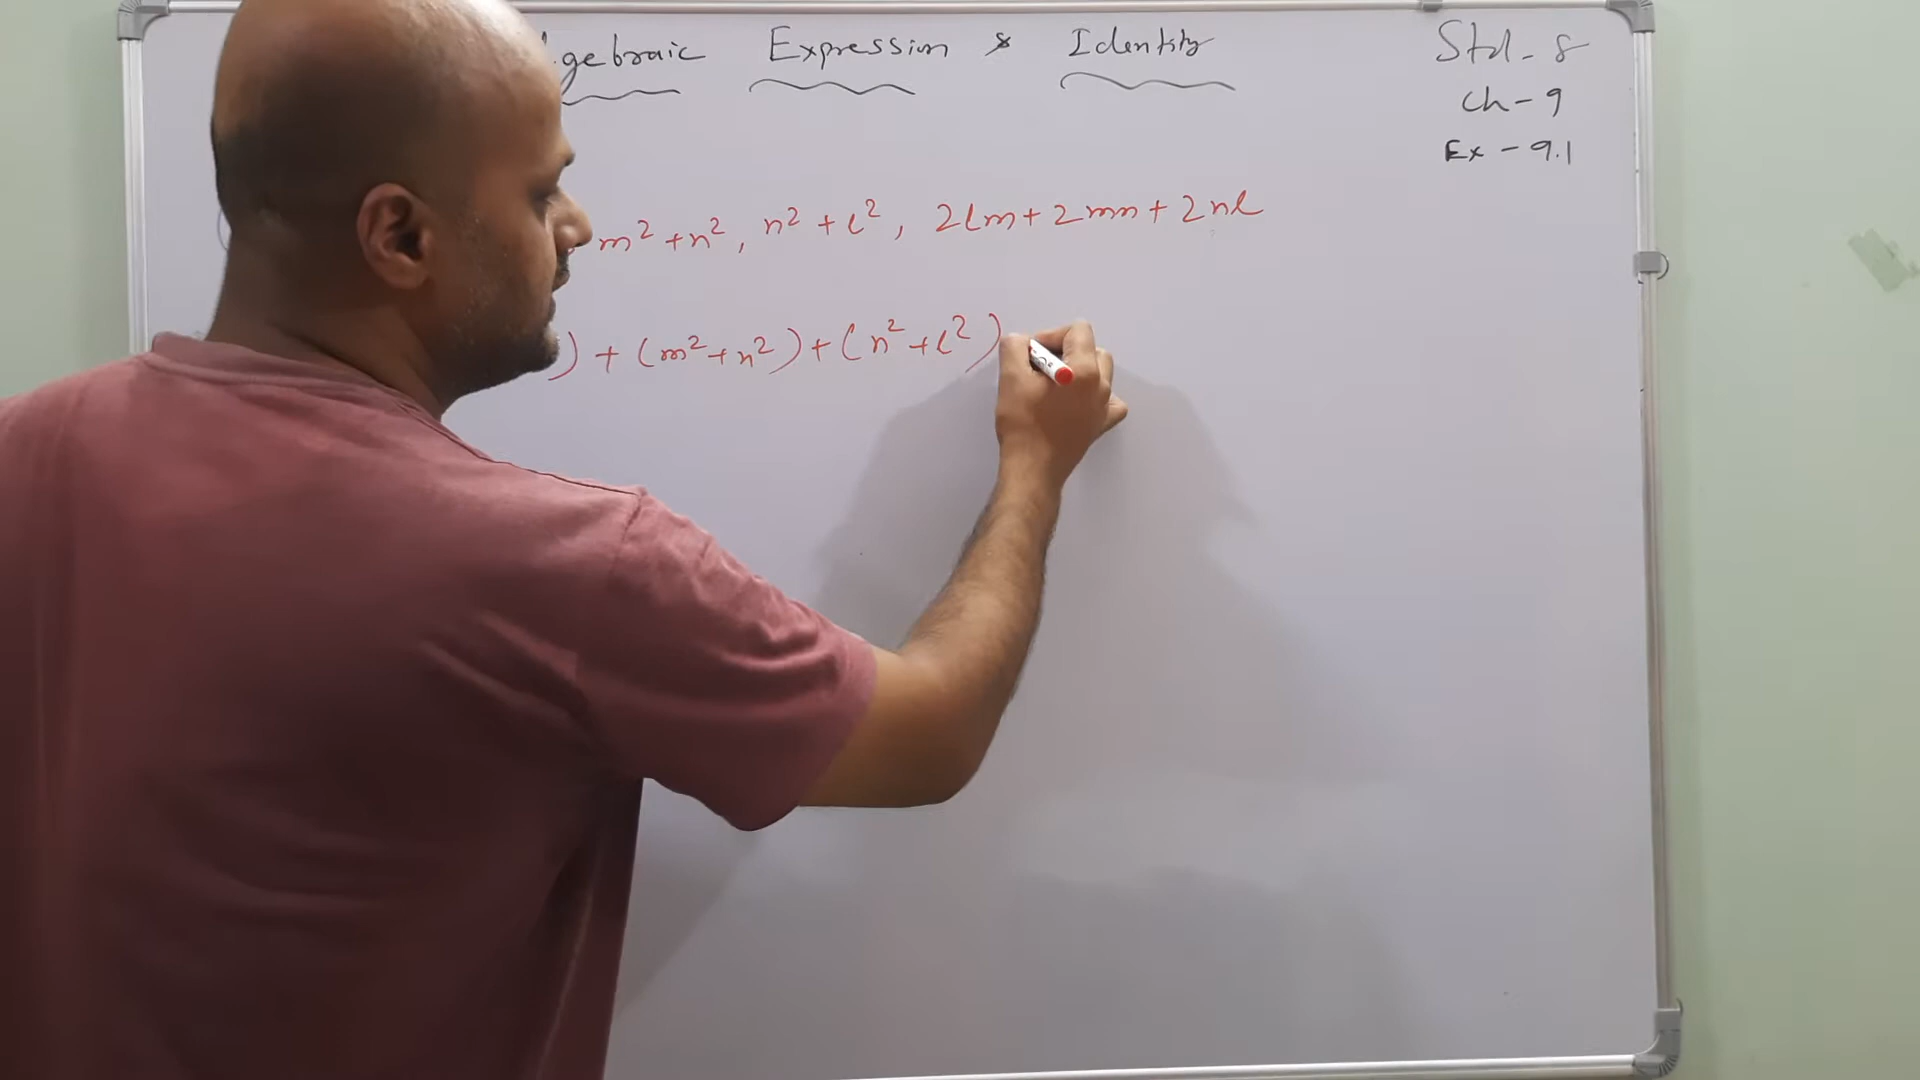 gebraic Expression & Identity
Std - 8
Ch - 9
Ex - 9.1
m² + n², n² + l², 2lm + 2mn + 2nl
) + (m² + n²) + (n² + l²)